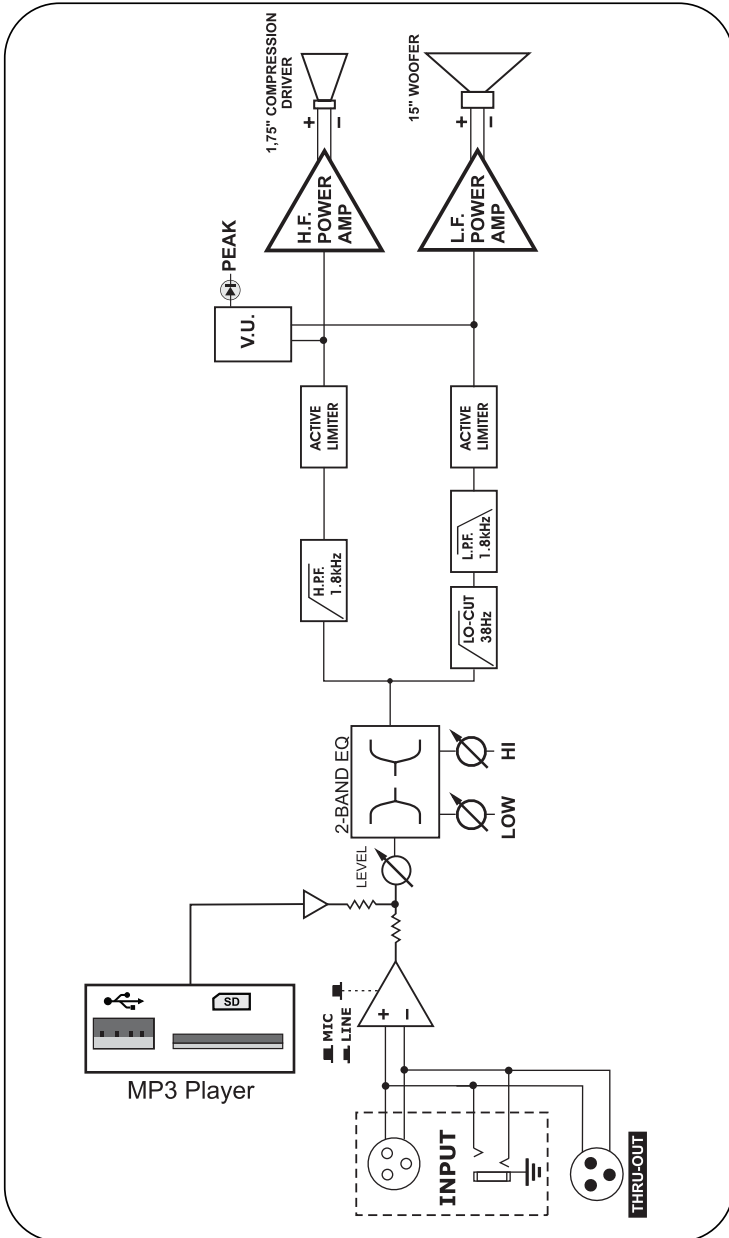 1,75" COMPRESSION
DRIVER
15" WOOFER
+
–
+
–
H.F.
POWER
AMP
L.F.
POWER
AMP
PEAK
V.U.
ACTIVE
LIMITER
ACTIVE
LIMITER
H.P.F.
1.8kHz
L.P.F.
1.8kHz
LO-CUT
38Hz
2-BAND EQ
HI
LOW
LEVEL
SD
MP3 Player
MIC
LINE
+
–
INPUT
THRU-OUT